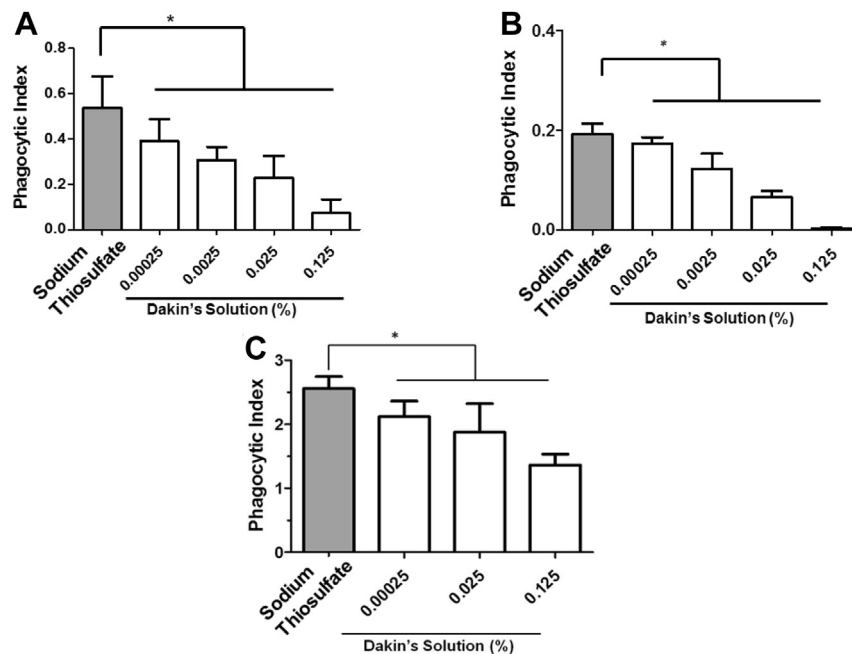 A
*
Phagocytic Index
0.8
0.6
0.4
0.2
0.0
Sodium
Thiosulfate
0.00025
0.0025
0.025
0.125
Dakin's Solution (%)
B
*
Phagocytic Index
0.4
0.2
0.0
Sodium
Thiosulfate
0.00025
0.0025
0.025
0.125
Dakin's Solution (%)
C
*
Phagocytic Index
3
2
1
0
Sodium
Thiosulfate
0.00025
0.025
0.125
Dakin's Solution (%)